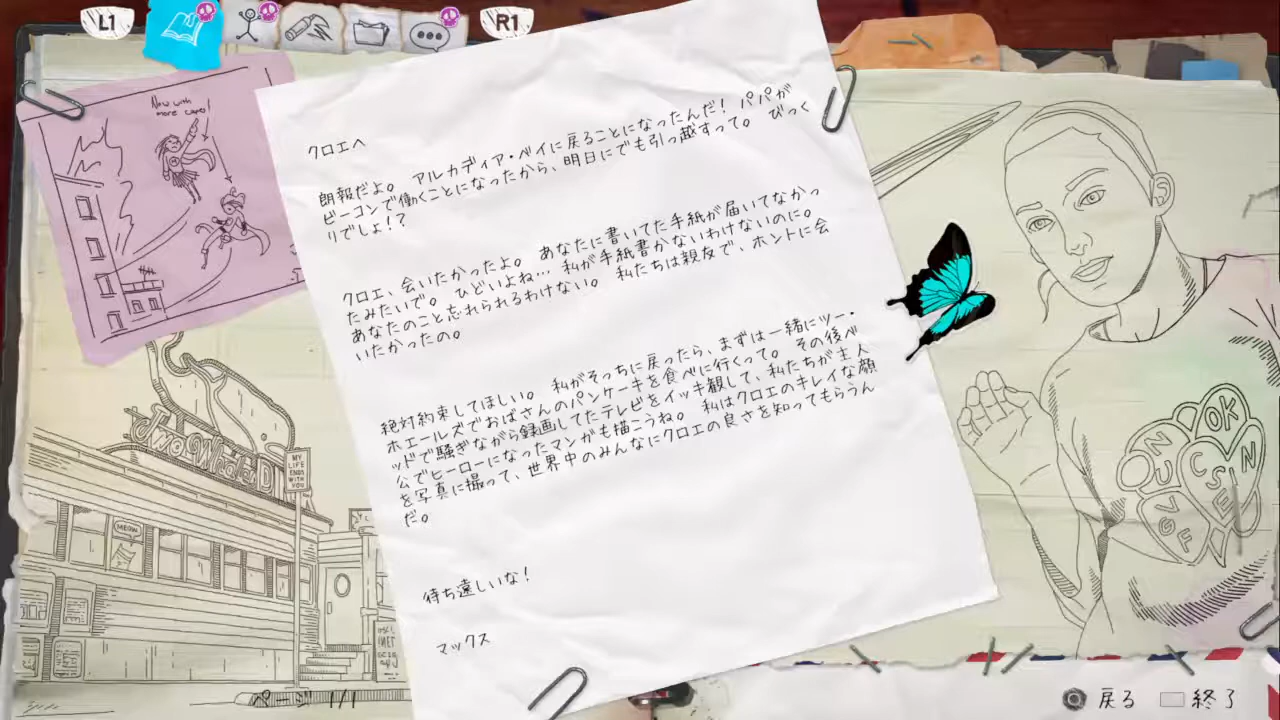 L1
R1
Now with
more capes!
クロエへ
朗報だよ。 アルカディア・ベイに戻ることになったんだ！ パパが
ビーコンで働くことになったから、明日にでも引っ越すって。 びっく
りでしょ！？
クロエ、会いたかったよ。 あなたに書いてた手紙が届いてなかっ
たみたいで。 ひどいよね… 私が手紙書かないわけないのに。
あなたのこと忘れられるわけない。 私たちは親友で、ホントに会
いたかったの。
絶対約束してほしい。 私がそっちに戻ったら、まずは一緒にツー・
ホエールズでおばさんのパンケーキを食べに行くって。 その後ベ
ッドで騒ぎながら録画してたテレビをイッキ観して、私たちが主人
公でヒーローになったマンガも描こうね。 私はクロエのキレイな顔
を写真に撮って、世界中のみんなにクロエの良さを知ってもらうん
だ。
待ち遠しいな！
マックス
Two Whales D
MY
LIFE
ENDS
WITH
YOU
MEOW
OK
ページ 1/1
戻る
終了